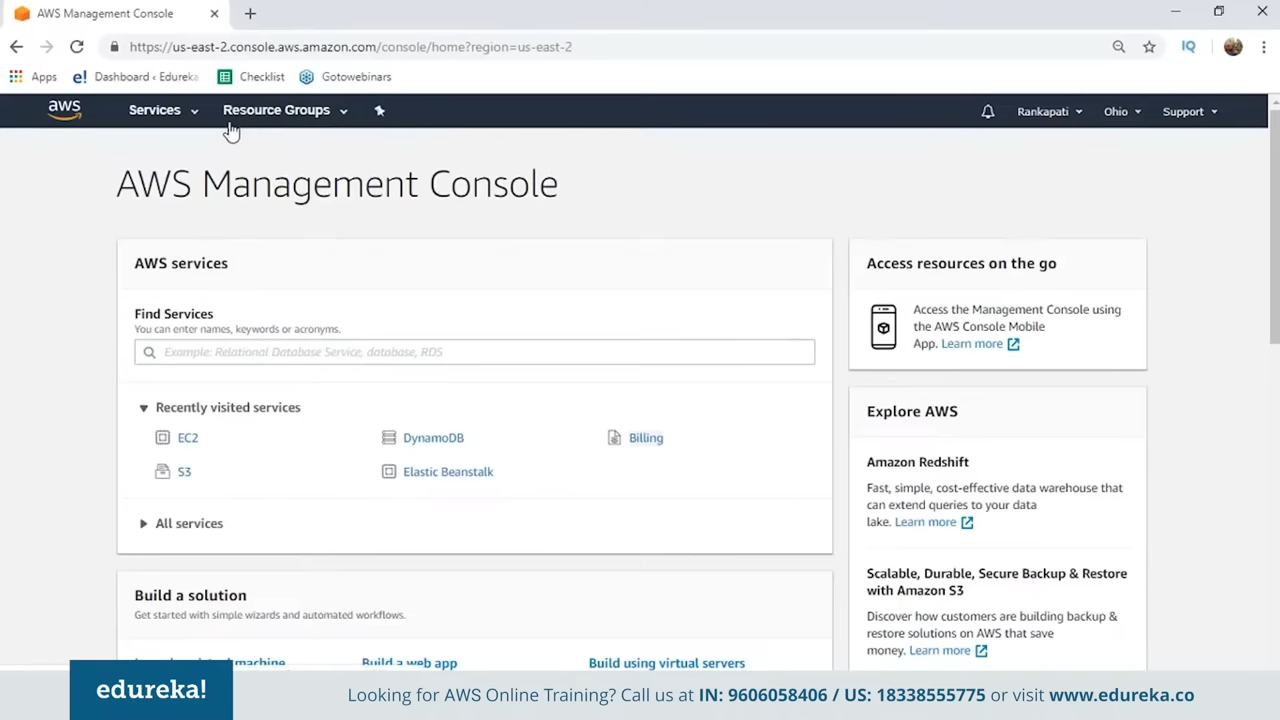 AWS Management Console
https://us-east-2.console.aws.amazon.com/console/home?region=us-east-2
IQ
Apps e! Dashboard ‹ Edureka Checklist Gotowebinars
aws Services Resource Groups Rankapati Ohio Support
AWS Management Console
AWS services
Find Services
You can enter names, keywords or acronyms.
Example: Relational Database Service, database, RDS
Recently visited services
EC2 DynamoDB Billing
S3 Elastic Beanstalk
All services
Build a solution
Get started with simple wizards and automated workflows.
machine Build a web app Build using virtual servers
Access resources on the go
Access the Management Console using
the AWS Console Mobile
App. Learn more
Explore AWS
Amazon Redshift
Fast, simple, cost-effective data warehouse that
can extend queries to your data
lake. Learn more
Scalable, Durable, Secure Backup & Restore
with Amazon S3
Discover how customers are building backup &
restore solutions on AWS that save
money. Learn more
edureka!
Looking for AWS Online Training? Call us at IN: 9606058406 / US: 18338555775 or visit www.edureka.co